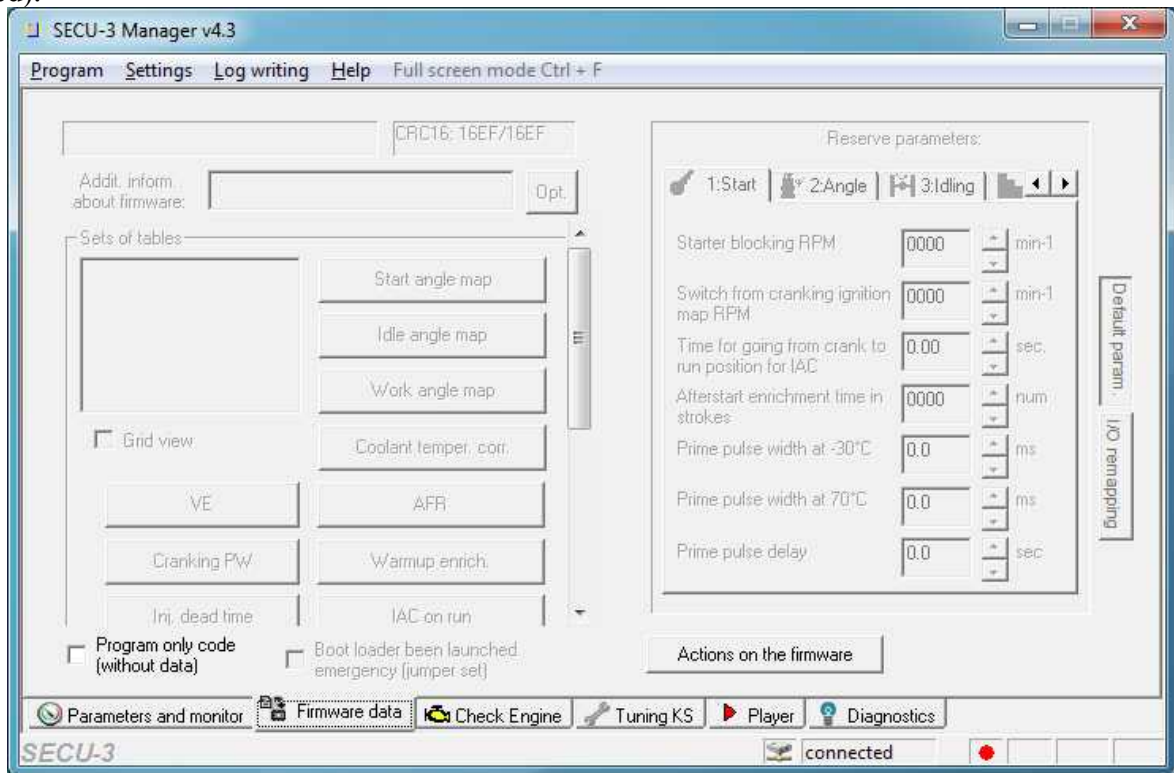 SECU-3 Manager v4.3
Program Settings Log writing Help Full screen mode Ctrl + F
CRC16: 16EF/16EF
Addit. inform.
about firmware:
Opt.
Sets of tables
Start angle map
Idle angle map
Work angle map
Grid view
Coolant temper. corr.
VE
AFR
Cranking PW
Warmup enrich.
Inj. dead time
IAC on run
Program only code
(without data)
Boot loader been launched
emergency (jumper set)
Reserve parameters:
1:Start 2:Angle 3:Idling
Starter blocking RPM 0000 min-1
Switch from cranking ignition
map RPM 0000 min-1
Time for going from crank to
run position for IAC 0.00 sec.
Afterstart enrichment time in
strokes 0000 num
Prime pulse width at -30°C 0.0 ms
Prime pulse width at 70°C 0.0 ms
Prime pulse delay 0.0 sec
Default param.
I/O remapping
Actions on the firmware
Parameters and monitor Firmware data Check Engine Tuning KS Player Diagnostics
SECU-3 connected